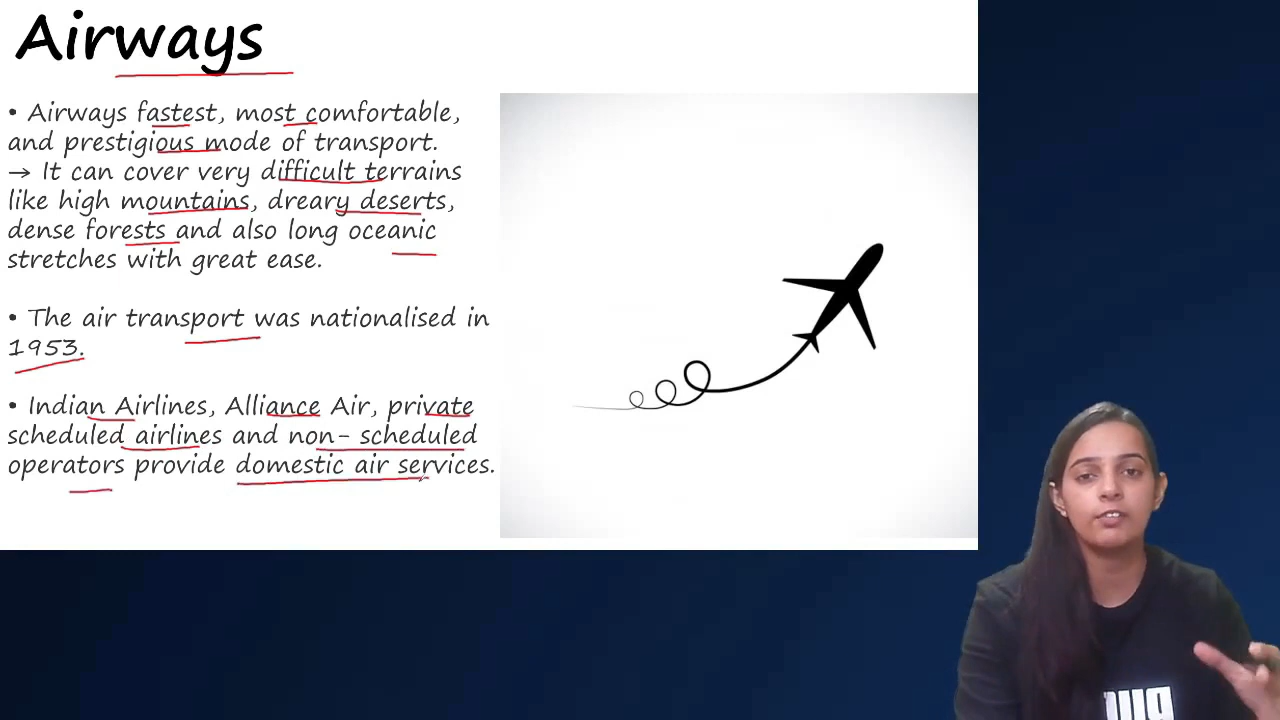 Airways
• Airways fastest, most comfortable,
and prestigious mode of transport.
→ It can cover very difficult terrains
like high mountains, dreary deserts,
dense forests and also long oceanic
stretches with great ease.
• The air transport was nationalised in
1953.
• Indian Airlines, Alliance Air, private
scheduled airlines and non- scheduled
operators provide domestic air services.